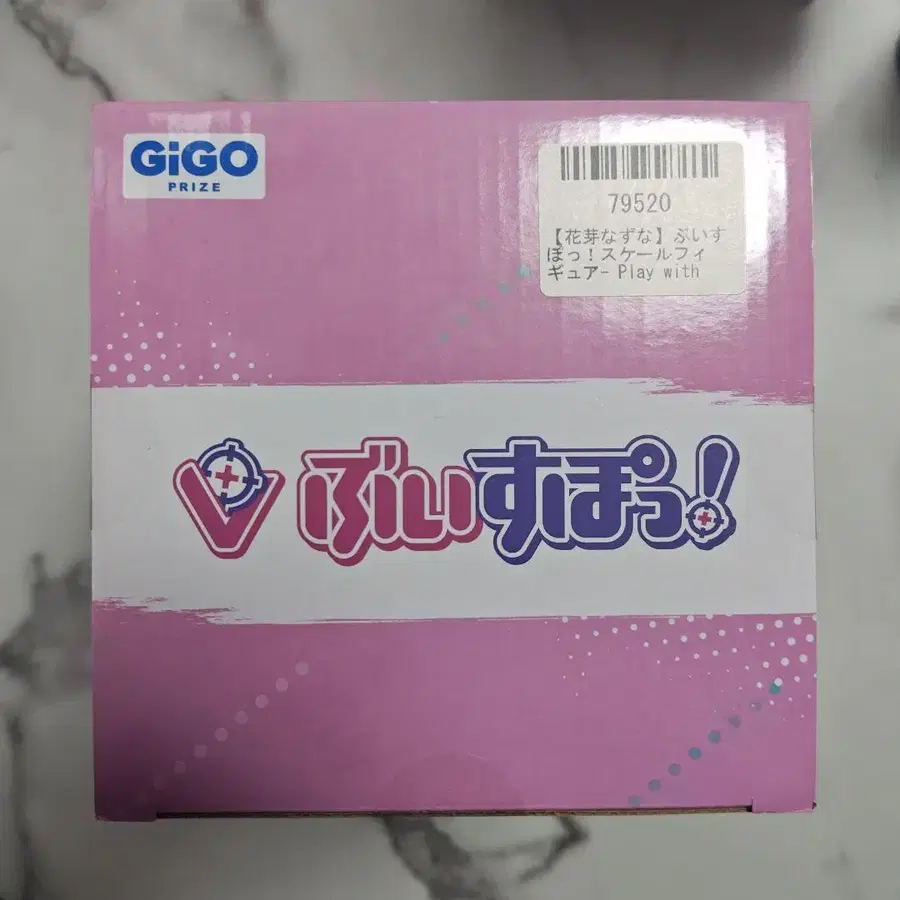 GiGO
PRIZE
79520
【花芽なずな】ぶいす
ぽっ！スケールフィ
ギュア- Play with
V ぶいすぽっ!